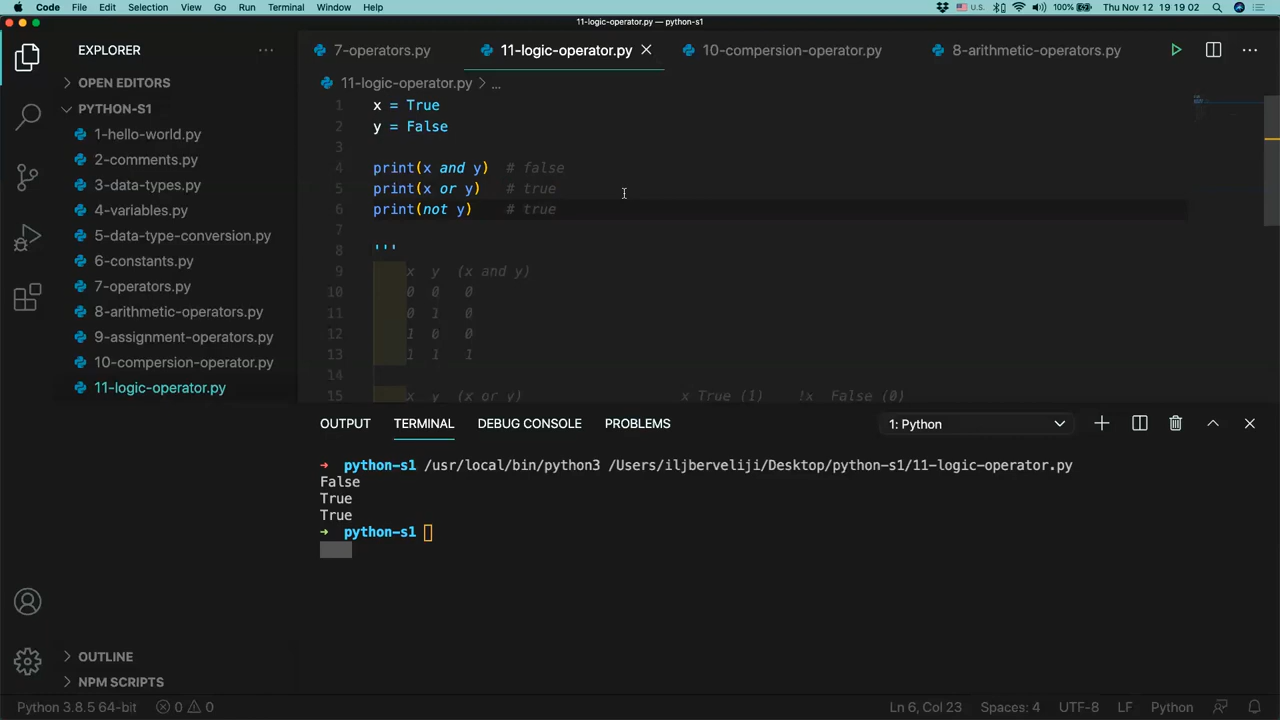 Code File Edit Selection View Go Run Terminal Window Help U.S. 100% Thu Nov 12 19:19:02
11-logic-operator.py — python-s1
EXPLORER
7-operators.py 11-logic-operator.py 10-compersion-operator.py 8-arithmetic-operators.py
OPEN EDITORS
PYTHON-S1
1-hello-world.py
2-comments.py
3-data-types.py
4-variables.py
5-data-type-conversion.py
6-constants.py
7-operators.py
8-arithmetic-operators.py
9-assignment-operators.py
10-compersion-operator.py
11-logic-operator.py
OUTLINE
NPM SCRIPTS
11-logic-operator.py > ...
1 x = True
2 y = False
3
4 print(x and y) # false
5 print(x or y) # true
6 print(not y) # true
7
8 '''
9 x y (x and y)
10 0 0 0
11 0 1 0
12 1 0 0
13 1 1 1
14
15 x y (x or y) x True (1) !x False (0)
OUTPUT TERMINAL DEBUG CONSOLE PROBLEMS 1: Python
→ python-s1 /usr/local/bin/python3 /Users/iljberveliji/Desktop/python-s1/11-logic-operator.py
False
True
True
→ python-s1
Python 3.8.5 64-bit 0 0 Ln 6, Col 23 Spaces: 4 UTF-8 LF Python